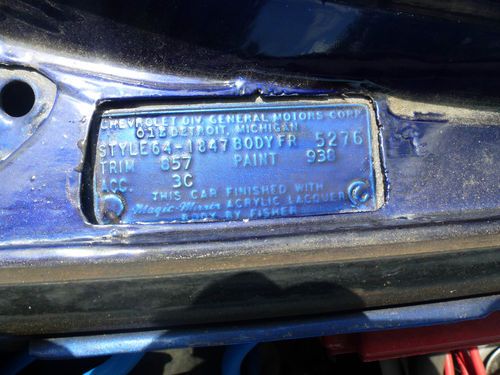 CHEVROLET DIV GENERAL MOTORS CORP
01E DETROIT, MICHIGAN
STYLE 64-1847 BODY FR 5276
TRIM 857 PAINT 938
ACC. 3C
THIS CAR FINISHED WITH
Magic-Mirror ACRYLIC LACQUER
BODY BY FISHER